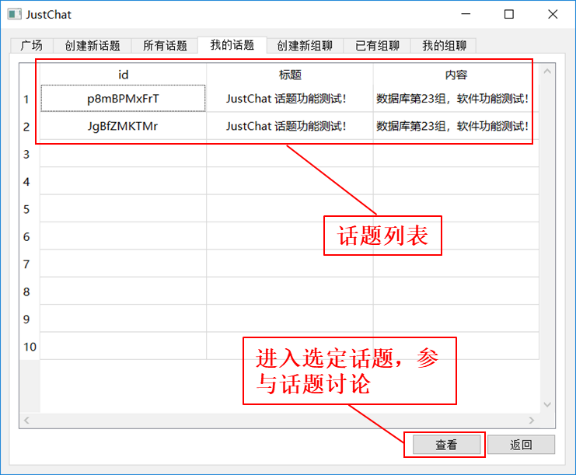 JustChat
广场 创建新话题 所有话题 我的话题 创建新组聊 已有组聊 我的组聊
id 标题 内容
1 p8mBPMxFrT JustChat 话题功能测试! 数据库第23组，软件功能测试!
2 JgBfZMKTMr JustChat 话题功能测试! 数据库第23组，软件功能测试!
3
4
5
6
7
8
9
10
话题列表
进入选定话题，参
与话题讨论
查看 返回